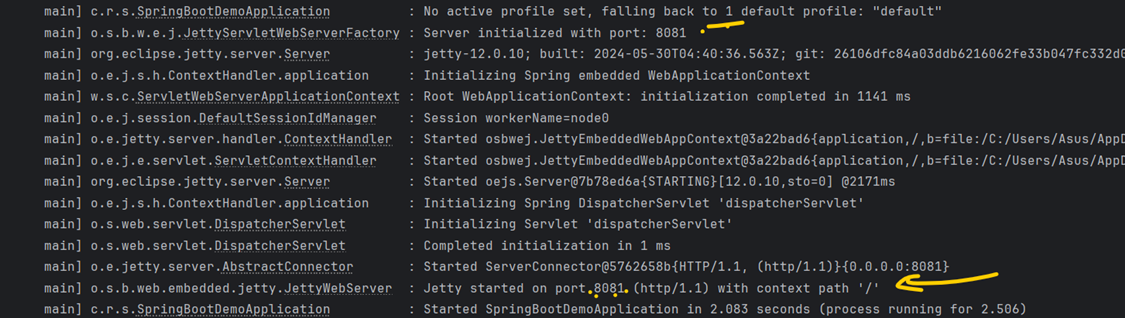 main] c.r.s.SpringBootDemoApplication : No active profile set, falling back to 1 default profile: "default"
main] o.s.b.w.e.j.JettyServletWebServerFactory : Server initialized with port: 8081
main] org.eclipse.jetty.server.Server : jetty-12.0.10; built: 2024-05-30T04:40:36.563Z; git: 26106dfc84a03ddb6216062fe33b047fc332d0
main] o.e.j.s.h.ContextHandler.application : Initializing Spring embedded WebApplicationContext
main] w.s.c.ServletWebServerApplicationContext : Root WebApplicationContext: initialization completed in 1141 ms
main] o.e.j.session.DefaultSessionIdManager : Session workerName=node0
main] o.e.jetty.server.handler.ContextHandler : Started osbwej.JettyEmbeddedWebAppContext@3a22bad6{application,/,b=file:/C:/Users/Asus/AppD
main] o.e.j.e.servlet.ServletContextHandler : Started osbwej.JettyEmbeddedWebAppContext@3a22bad6{application,/,b=file:/C:/Users/Asus/AppD
main] org.eclipse.jetty.server.Server : Started oejs.Server@7b78ed6a{STARTING}[12.0.10,sto=0] @2171ms
main] o.e.j.s.h.ContextHandler.application : Initializing Spring DispatcherServlet 'dispatcherServlet'
main] o.s.web.servlet.DispatcherServlet : Initializing Servlet 'dispatcherServlet'
main] o.s.web.servlet.DispatcherServlet : Completed initialization in 1 ms
main] o.e.jetty.server.AbstractConnector : Started ServerConnector@5762658b{HTTP/1.1, (http/1.1)}{0.0.0.0:8081}
main] o.s.b.web.embedded.jetty.JettyWebServer : Jetty started on port 8081 (http/1.1) with context path '/'
main] c.r.s.SpringBootDemoApplication : Started SpringBootDemoApplication in 2.083 seconds (process running for 2.506)